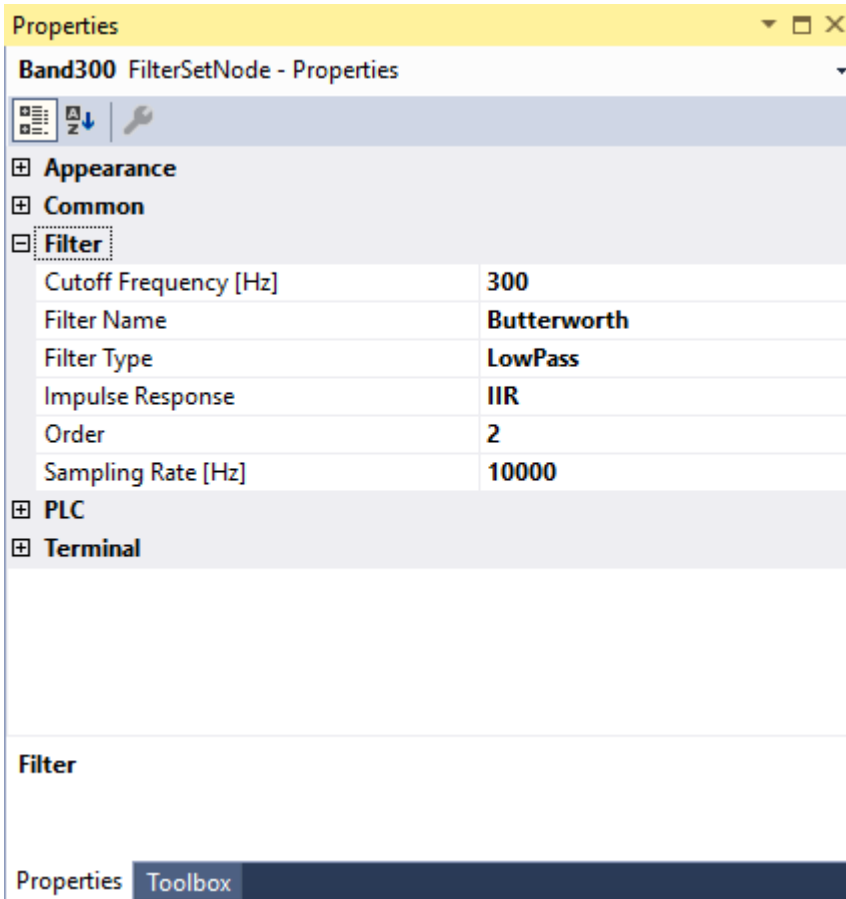 Properties
Band300 FilterSetNode - Properties
Appearance
Common
Filter
Cutoff Frequency [Hz] 300
Filter Name Butterworth
Filter Type LowPass
Impulse Response IIR
Order 2
Sampling Rate [Hz] 10000
PLC
Terminal
Filter
Properties Toolbox